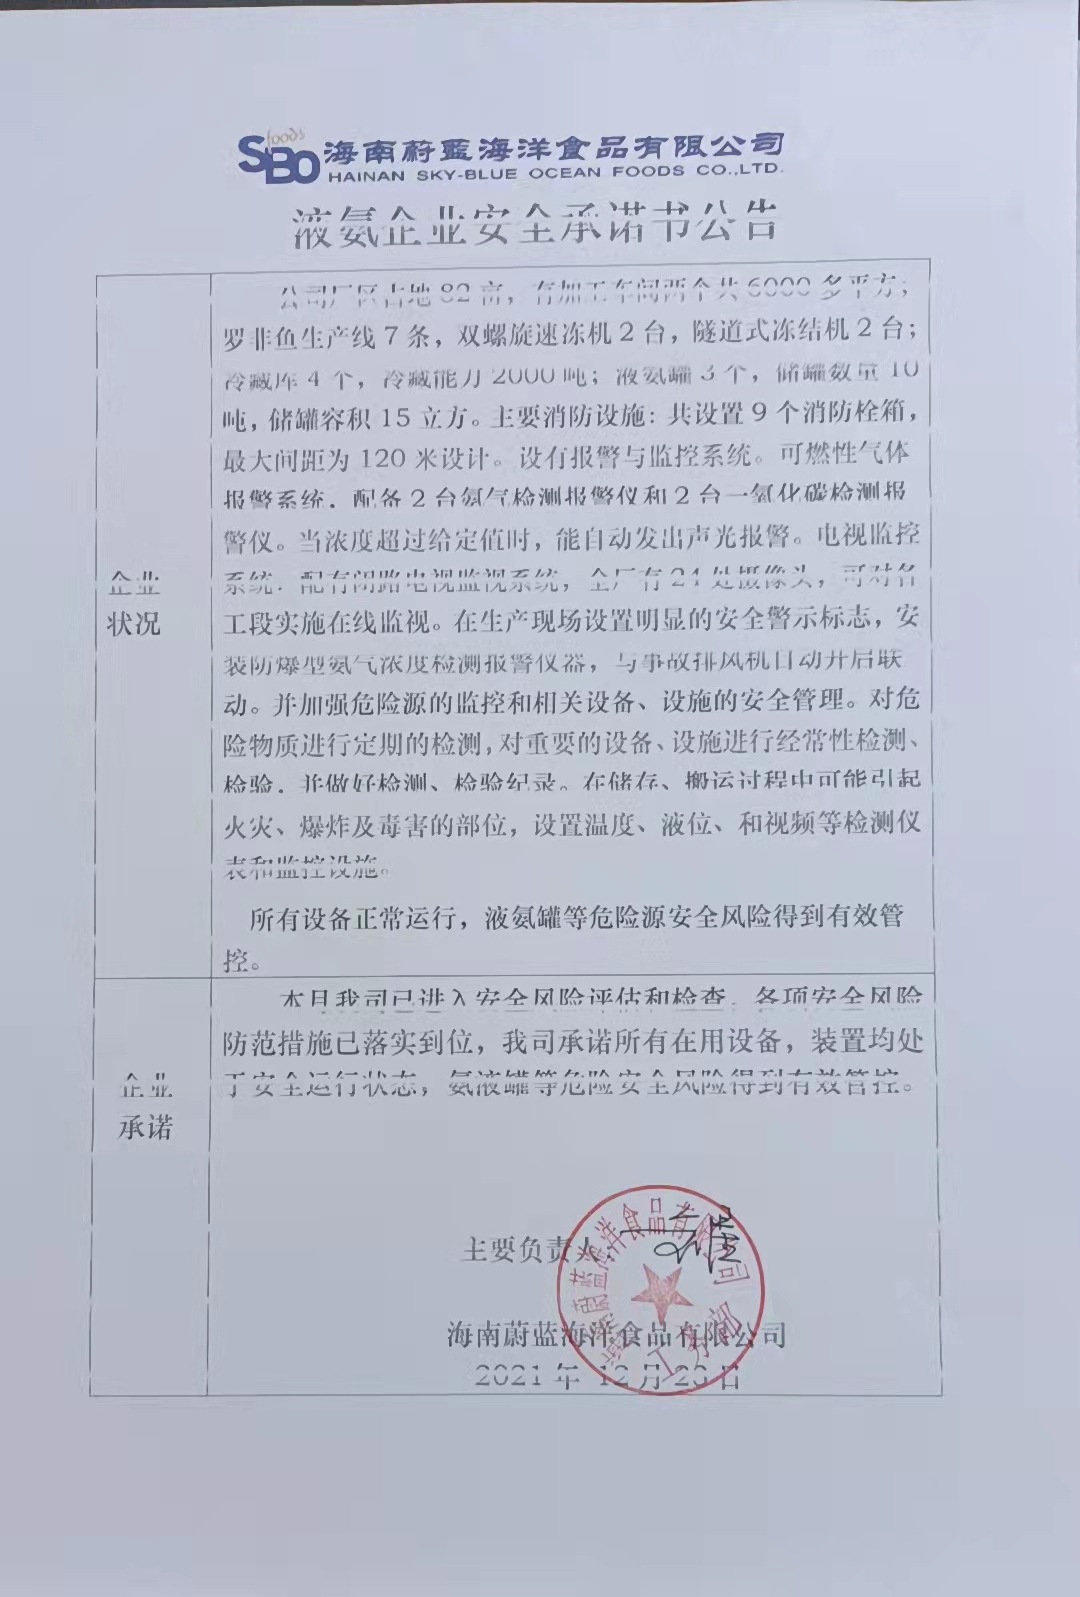 foods
SBO 海南蔚蓝海洋食品有限公司
HAINAN SKY-BLUE OCEAN FOODS CO.,LTD.
液氨企业安全承诺书公告
企业
状况
公司厂区占地82亩，有加工车间两个共6000多平方；
罗非鱼生产线7条，双螺旋速冻机2台，隧道式冻结机2台；
冷藏库4个，冷藏能力2000吨；液氨罐3个，储罐数量10
吨，储罐容积15立方。主要消防设施：共设置9个消防栓箱，
最大间距为120米设计。设有报警与监控系统。可燃性气体
报警系统：配备2台氨气检测报警仪和2台一氧化碳检测报
警仪。当浓度超过给定值时，能自动发出声光报警。电视监控
系统：配有闭路电视监视系统，全厂有24处摄像头，可对各
工段实施在线监视。在生产现场设置明显的安全警示标志，安
装防爆型氨气浓度检测报警仪器，与事故排风机自动开启联
动。并加强危险源的监控和相关设备、设施的安全管理。对危
险物质进行定期的检测，对重要的设备、设施进行经常性检测、
检验，并做好检测、检验纪录。在储存、搬运过程中可能引起
火灾、爆炸及毒害的部位，设置温度、液位、和视频等检测仪
表和监控设施。
所有设备正常运行，液氨罐等危险源安全风险得到有效管
控。
企业
承诺
本月我司已进入安全风险评估和检查，各项安全风险
防范措施已落实到位，我司承诺所有在用设备，装置均处
于安全运行状态，氨液罐等危险安全风险得到有效管控。
主要负责人：
海南蔚蓝海洋食品有限公司
工务部
海南蔚蓝海洋食品有限公司
2021年12月23日